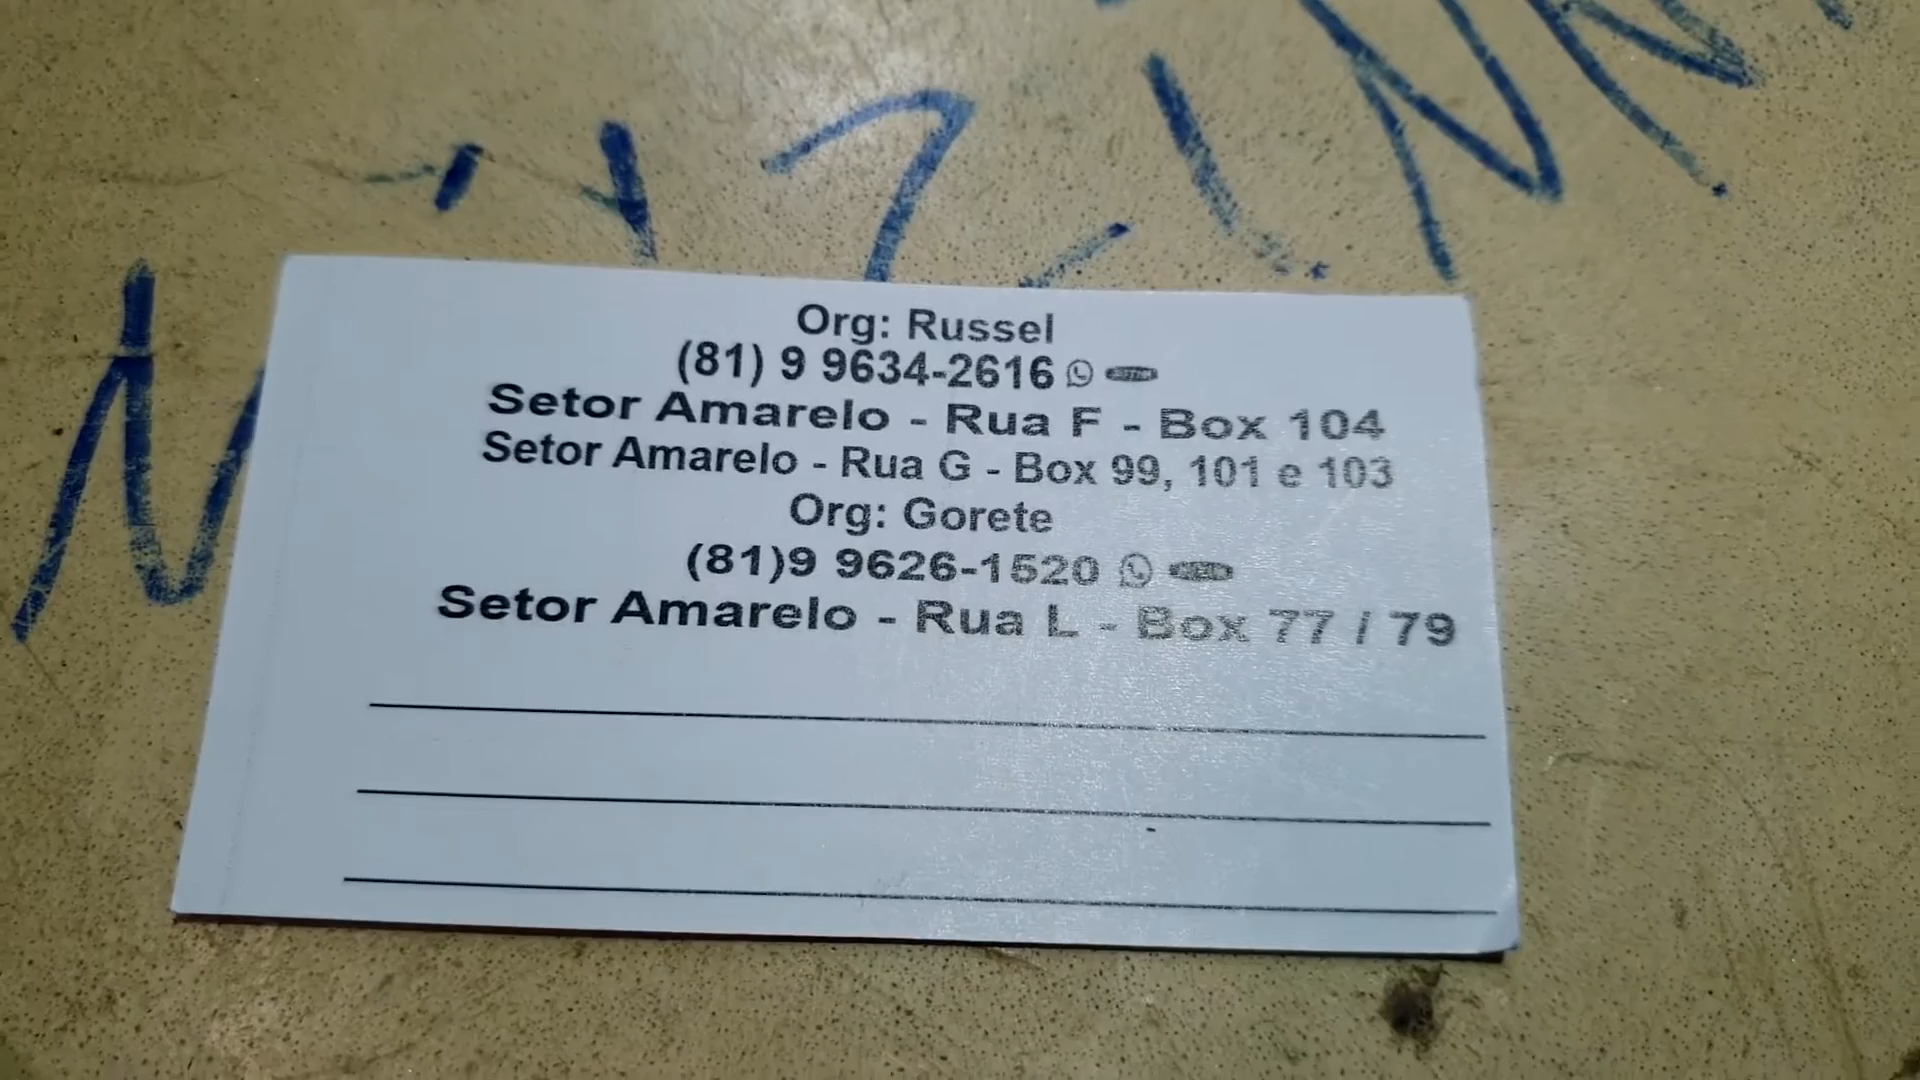 Org: Russel
(81) 9 9634-2616
Setor Amarelo - Rua F - Box 104
Setor Amarelo - Rua G - Box 99, 101 e 103
Org: Gorete
(81)9 9626-1520
Setor Amarelo - Rua L - Box 77 / 79